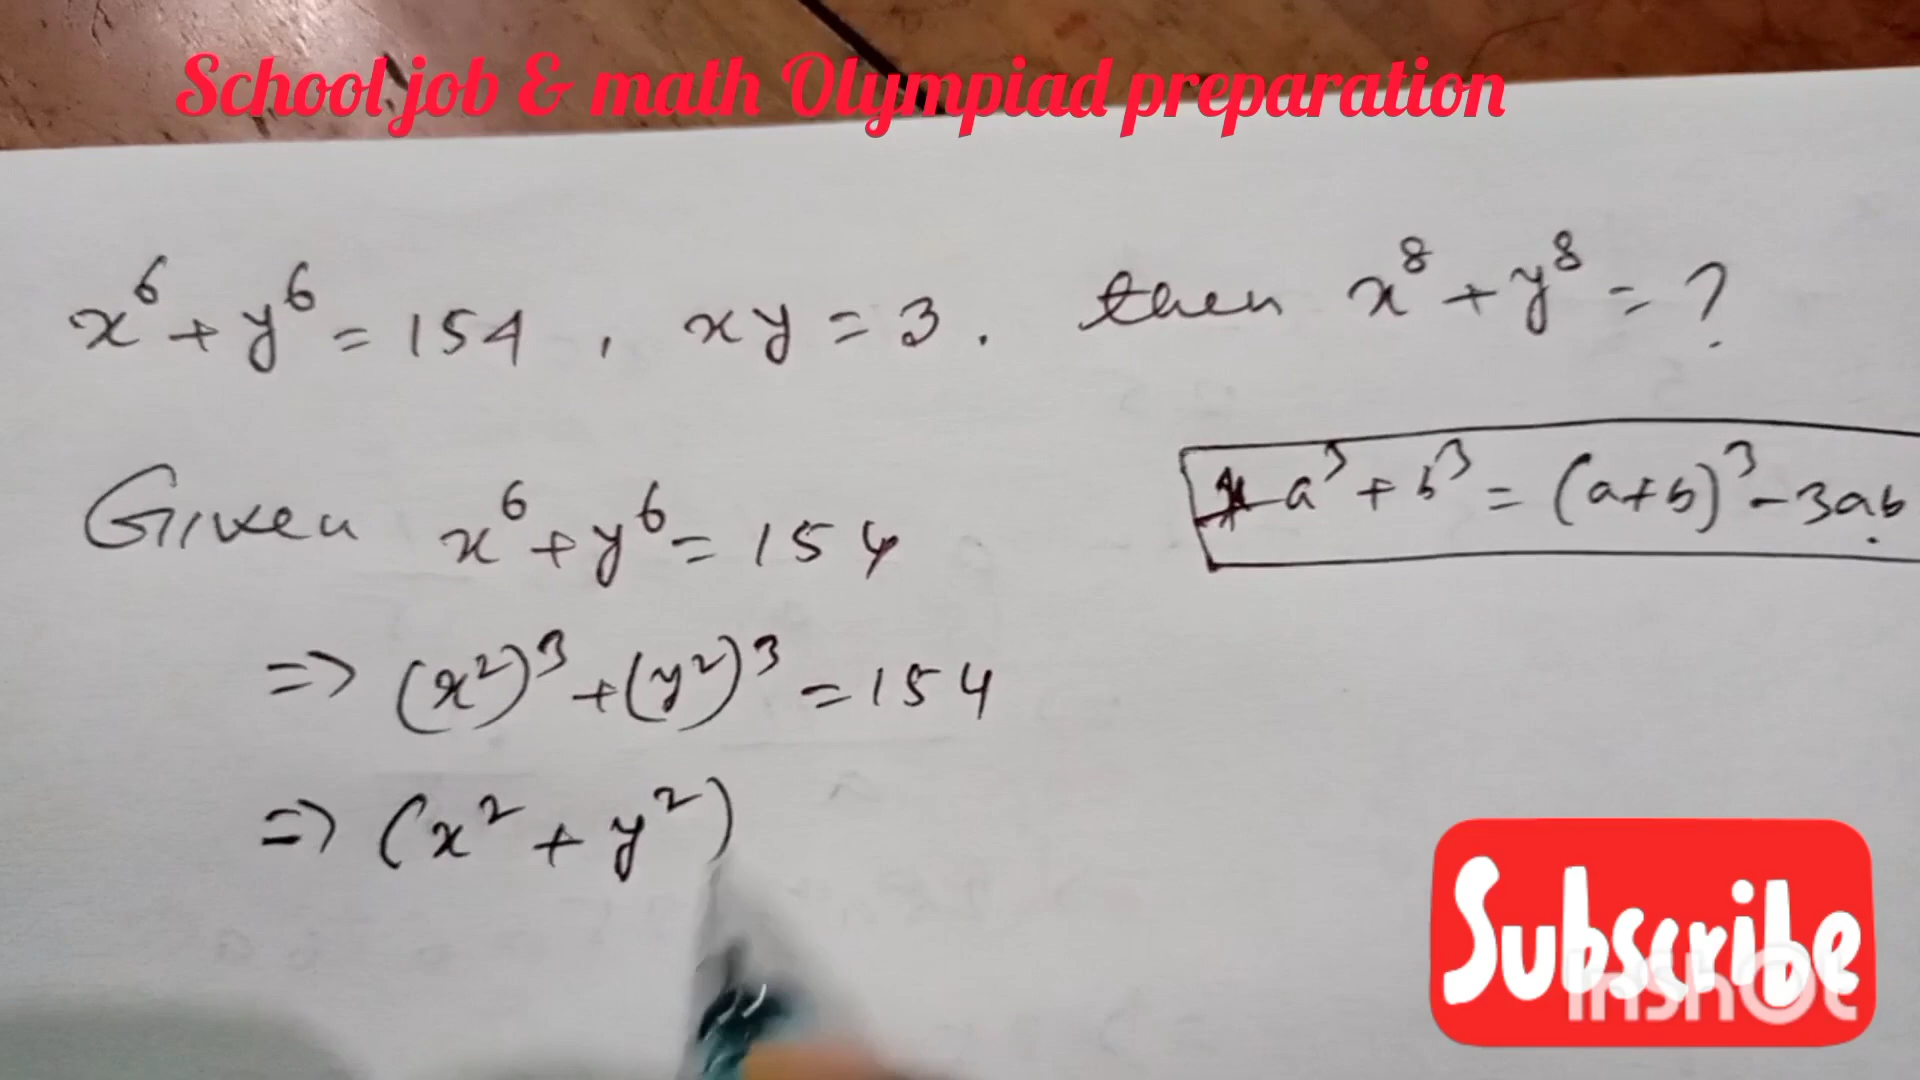 School job & math Olympiad preparation
x⁶ + y⁶ = 154 , xy = 3 . then x⁸ + y⁸ = ?
Given x⁶ + y⁶ = 154
a³ + b³ = (a+b)³ - 3ab
=> (x²)³ + (y²)³ = 154
=> (x² + y²)
Subscribe
InShOt